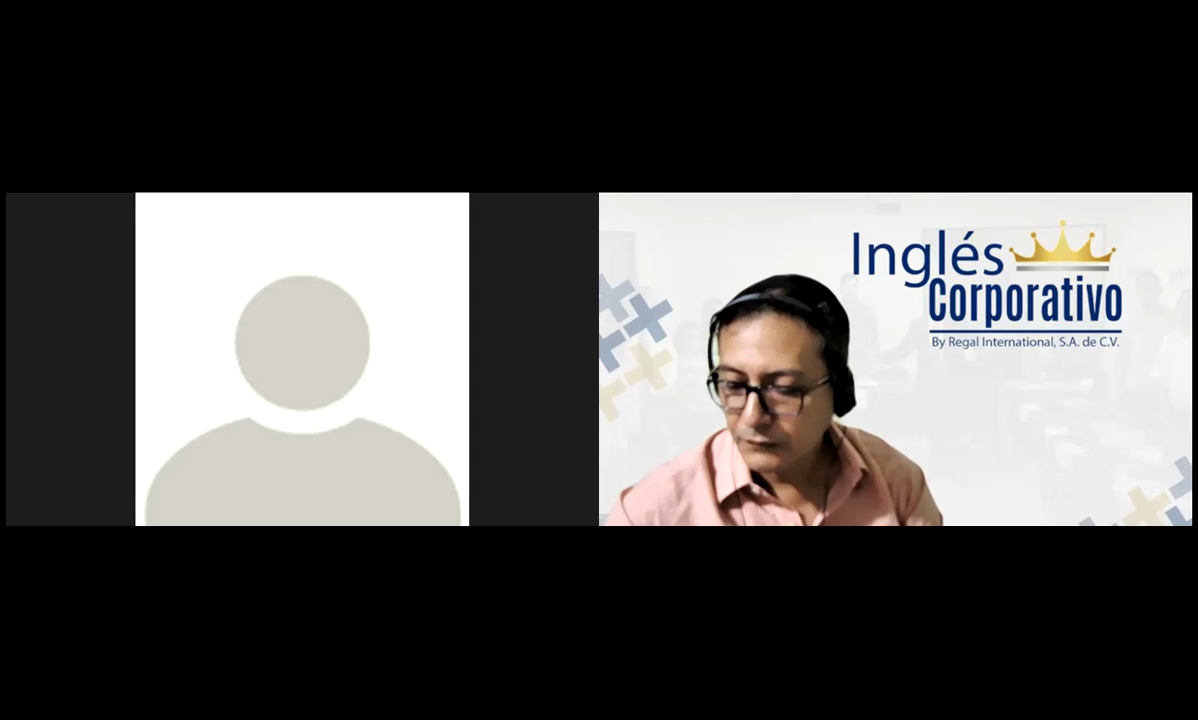 Inglés
Corporativo
By Regal International, S.A. de C.V.